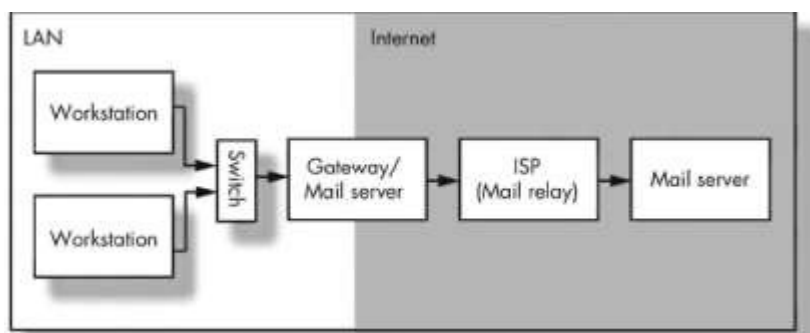 LAN
Internet
Workstation
Switch
Gateway/
Mail server
ISP
(Mail relay)
Mail server
Workstation